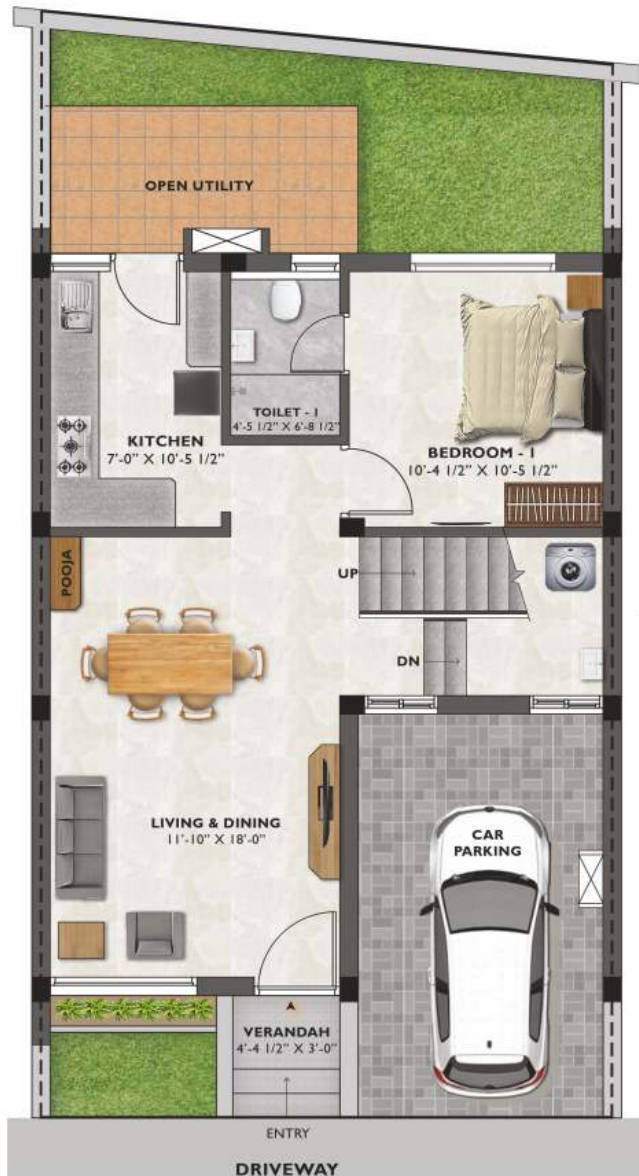 OPEN UTILITY
TOILET - 1
4'-5 1/2" X 6'-8 1/2"
KITCHEN
7'-0" X 10'-5 1/2"
BEDROOM - 1
10'-4 1/2" X 10'-5 1/2"
POOJA
UP
DN
LIVING & DINING
11'-10" X 18'-0"
CAR
PARKING
VERANDAH
4'-4 1/2" X 3'-0"
ENTRY
DRIVEWAY